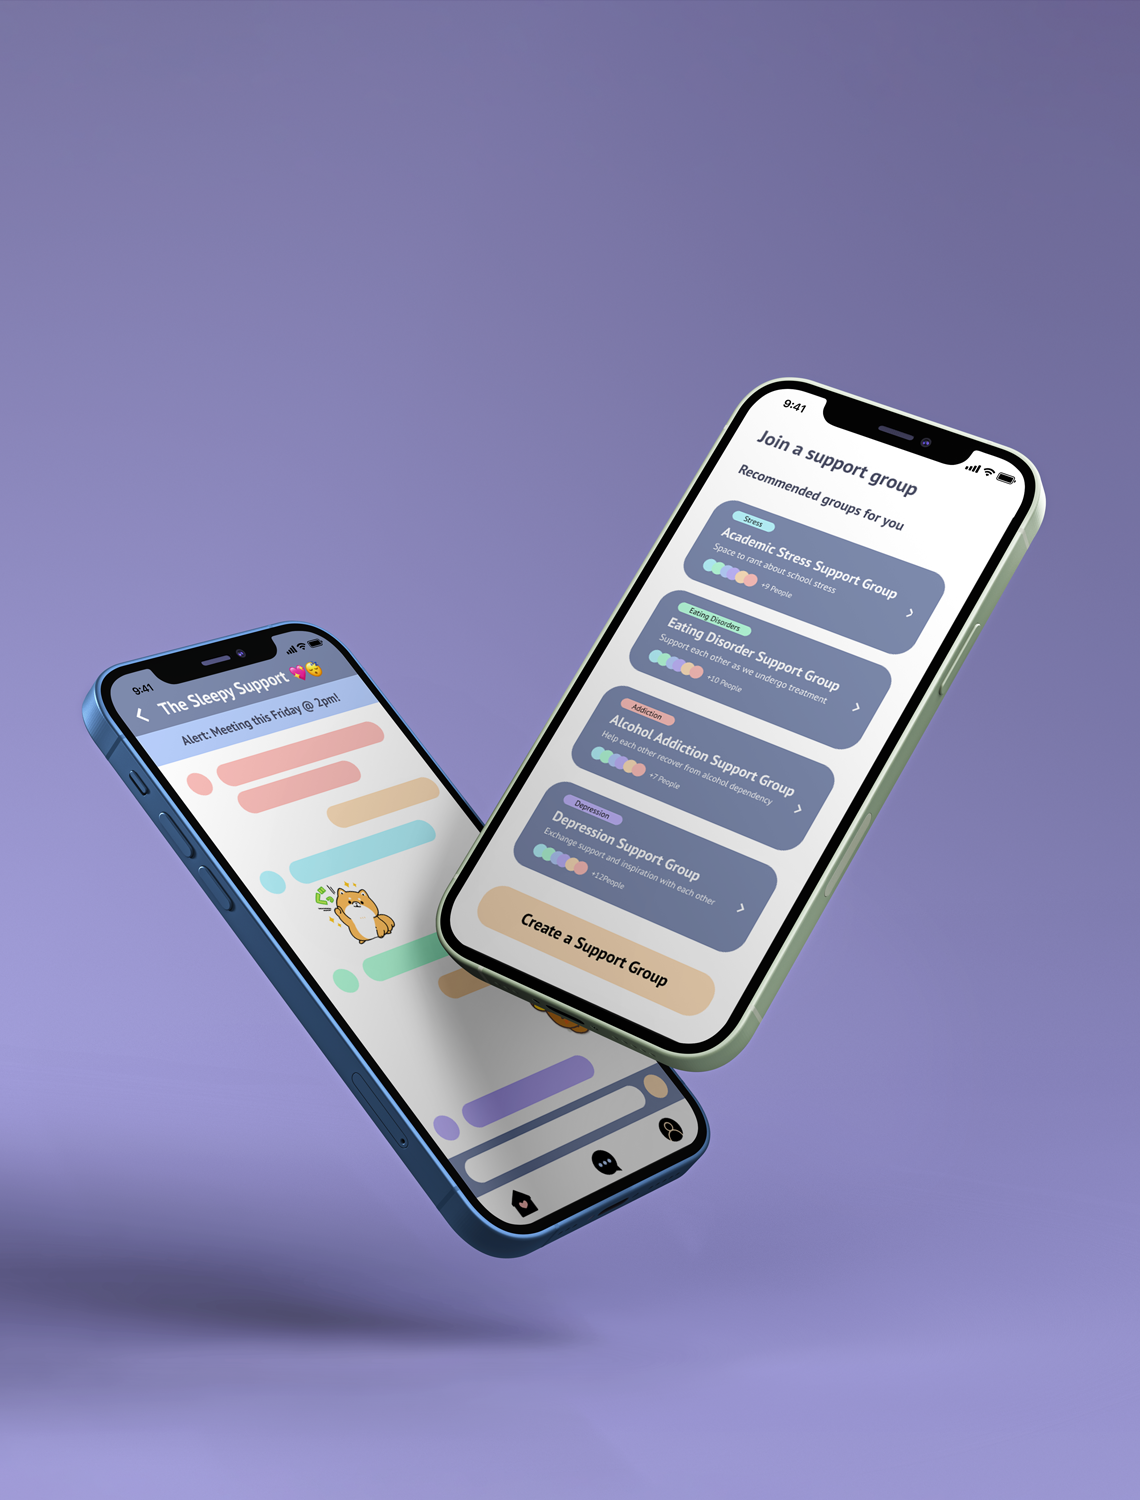 9:41
Join a support group
Recommended groups for you
Stress
Academic Stress Support Group
Space to rant about school stress
+9 People
Eating Disorders
Eating Disorder Support Group
Support each other as we undergo treatment
+10 People
Addiction
Alcohol Addiction Support Group
Help each other recover from alcohol dependency
+7 People
Depression
Depression Support Group
Exchange support and inspiration with each other
+12People
Create a Support Group
9:41
The Sleepy Support 💖😴
Alert: Meeting this Friday @ 2pm!